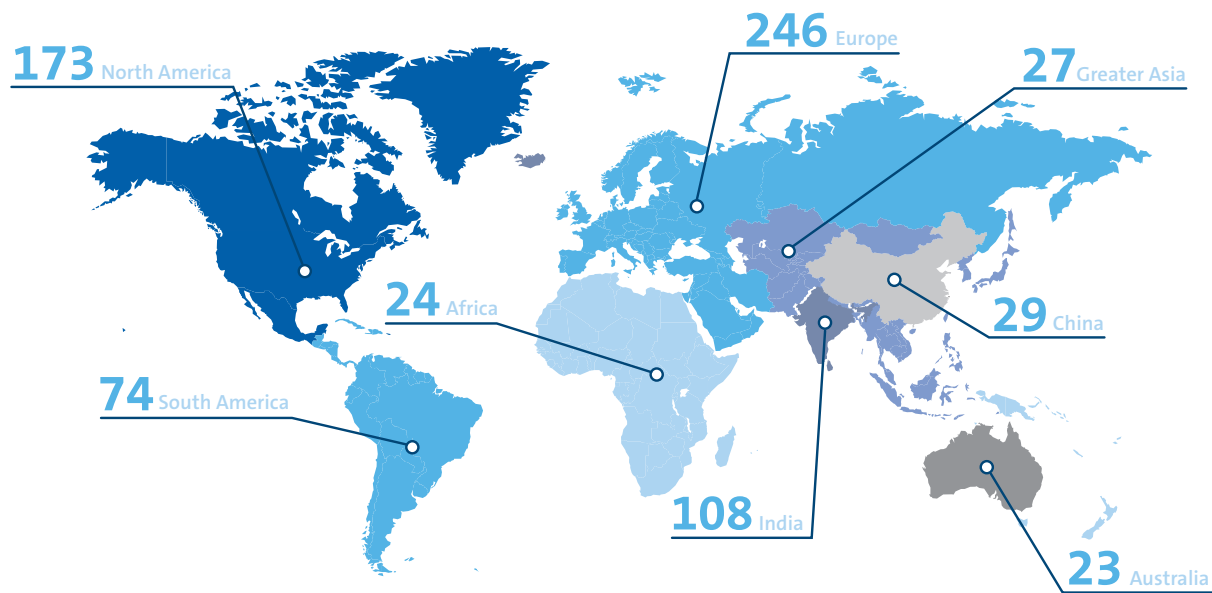 246 Europe
173 North America
27 Greater Asia
24 Africa
29 China
74 South America
108 India
23 Australia